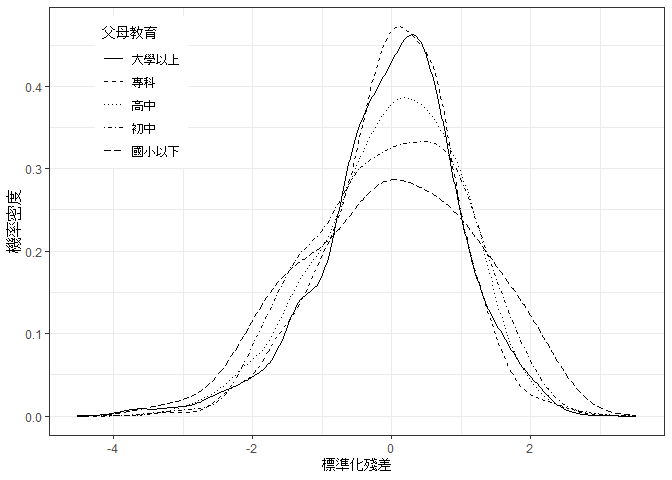 父母教育
大學以上
專科
高中
初中
國小以下
機率密度
0.4
0.3
0.2
0.1
0.0
-4
-2
0
2
標準化殘差